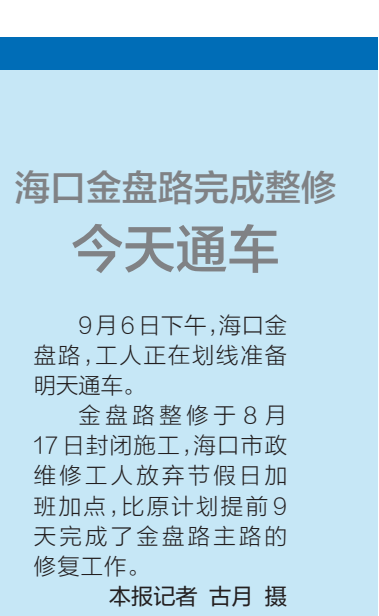 海口金盘路完成整修
今天通车
9月6日下午,海口金
盘路,工人正在划线准备
明天通车。
金盘路整修于8月
17日封闭施工,海口市政
维修工人放弃节假日加
班加点,比原计划提前9
天完成了金盘路主路的
修复工作。
本报记者 古月 摄